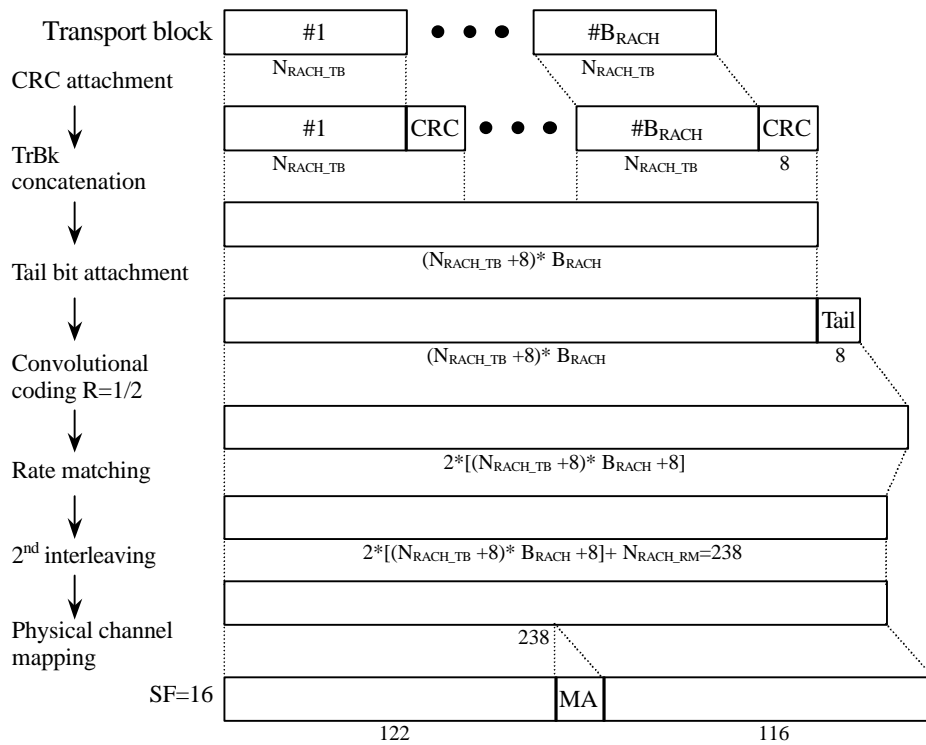 Transport block #1 • • • #B_RACH
N_RACH_TB N_RACH_TB
CRC attachment
#1 CRC • • • #B_RACH CRC
N_RACH_TB N_RACH_TB 8
TrBk
concatenation
(N_RACH_TB +8)* B_RACH
Tail bit attachment
Tail
(N_RACH_TB +8)* B_RACH 8
Convolutional
coding R=1/2
2*[(N_RACH_TB +8)* B_RACH +8]
Rate matching
2nd interleaving
2*[(N_RACH_TB +8)* B_RACH +8]+ N_RACH_RM=238
Physical channel
mapping
238
SF=16 MA
122 116